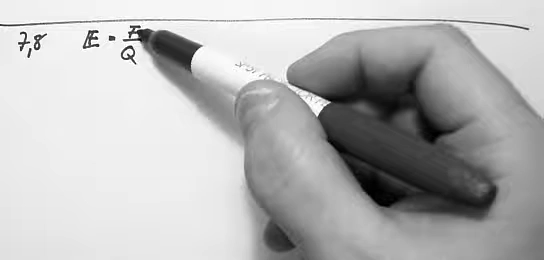 7,8 E = F/Q